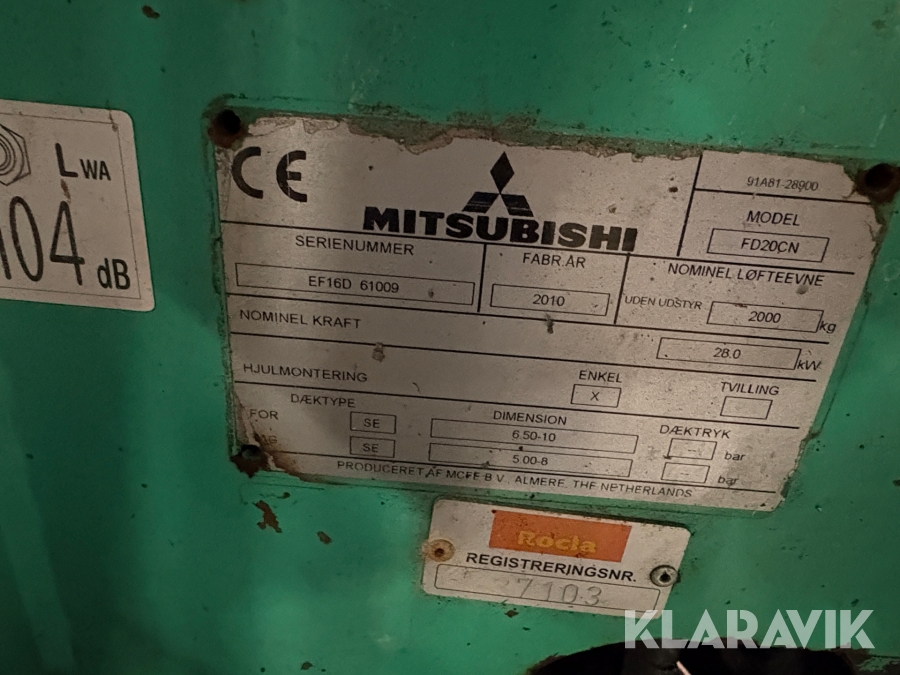 LWA
104 dB
CE
MITSUBISHI
91A81-28900
MODEL
FD20CN
SERIENUMMER
EF16D 61009
FABR.ÅR
2010
NOMINEL LØFTEEVNE
UDEN UDSTYR 2000 kg
NOMINEL KRAFT
28.0 kW
HJULMONTERING
ENKEL
X
TVILLING
DÆKTYPE
DIMENSION
DÆKTRYK
FOR SE 6.50-10 bar
SE 5.00-8 bar
PRODUCERET AF MCFE B.V. ALMERE, THE NETHERLANDS
Rocla
REGISTRERINGSNR.
27103
KLARAVIK